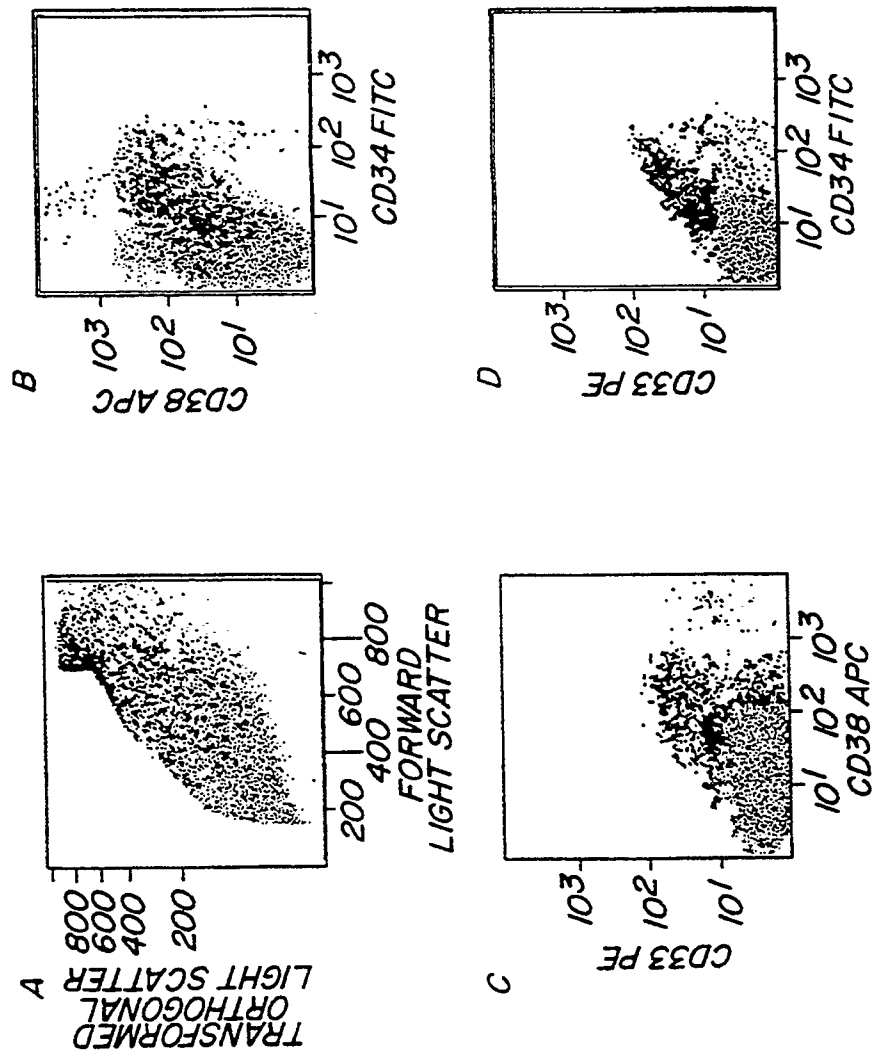 A
TRANSFORMED
ORTHOGONAL
LIGHT SCATTER
800
600
400
200
200
400
600
800
FORWARD
LIGHT SCATTER
B
CD38 APC
10³
10²
10¹
10¹
10²
10³
CD34 FITC
C
CD33 PE
10³
10²
10¹
10¹
10²
10³
CD38 APC
D
CD33 PE
10³
10²
10¹
10¹
10²
10³
CD34 FITC